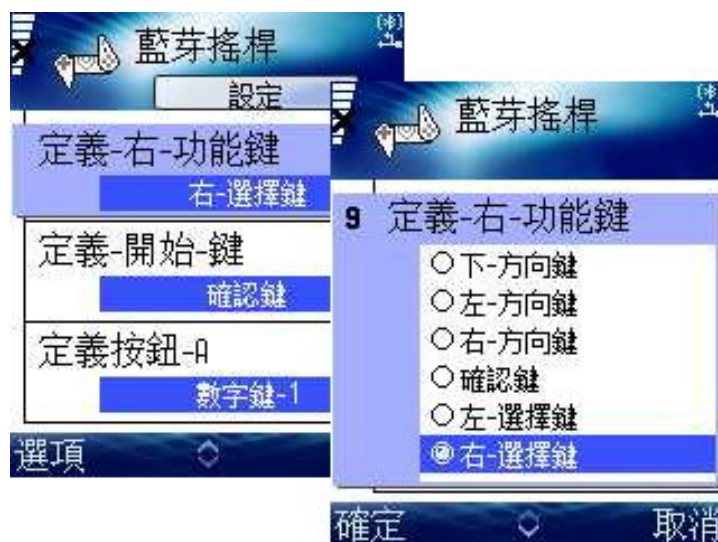 藍芽搖桿
設定
定義-右-功能鍵
右-選擇鍵
定義-開始-鍵
確認鍵
定義按鈕-A
數字鍵-1
選項
藍芽搖桿
9 定義-右-功能鍵
下-方向鍵
左-方向鍵
右-方向鍵
確認鍵
左-選擇鍵
右-選擇鍵
確定
取消